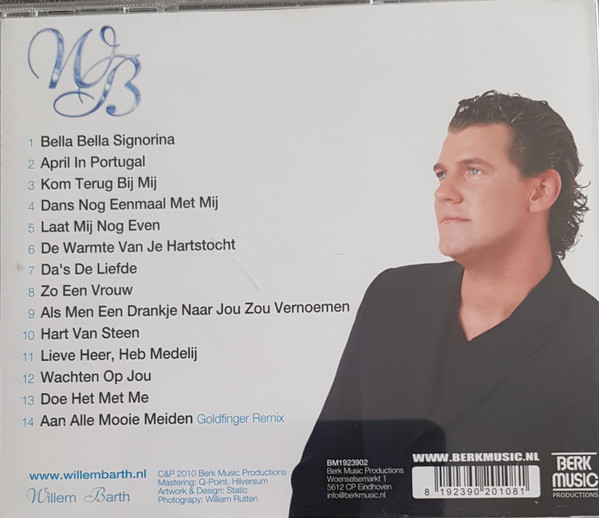 WB
1 Bella Bella Signorina
2 April In Portugal
3 Kom Terug Bij Mij
4 Dans Nog Eenmaal Met Mij
5 Laat Mij Nog Even
6 De Warmte Van Je Hartstocht
7 Da's De Liefde
8 Zo Een Vrouw
9 Als Men Een Drankje Naar Jou Zou Vernoemen
10 Hart Van Steen
11 Lieve Heer, Heb Medelij
12 Wachten Op Jou
13 Doe Het Met Me
14 Aan Alle Mooie Meiden Goldfinger Remix
www.willembarth.nl
Willem Barth
C&P 2010 Berk Music Productions
Mastering: Q-Point, Hilversum
Artwork & Design: Static
Photograpy: William Rutten
BM1923902
Berk Music Productions
Woenselsemarkt 1
5612 CP Eindhoven
info@berkmusic.nl
WWW.BERKMUSIC.NL
8 192390 201081
BERK
MUSIC
PRODUCTIONS